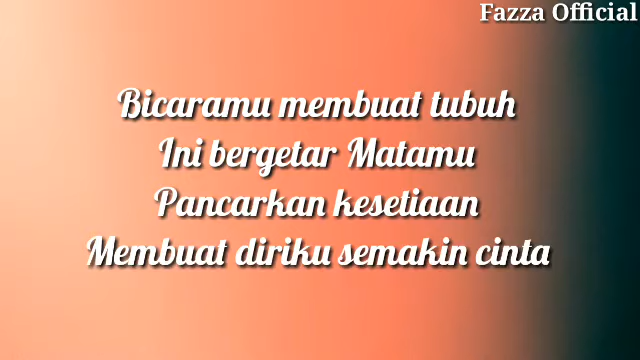 Fazza Official
Bicaramu membuat tubuh
Ini bergetar Matamu
Pancarkan kesetiaan
Membuat diriku semakin cinta